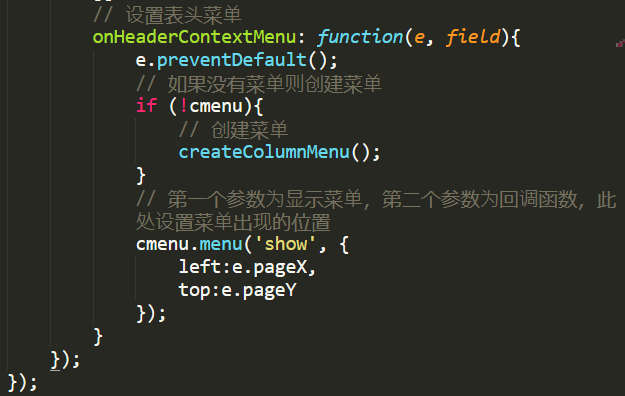 // 设置表头菜单
onHeaderContextMenu: function(e, field){
e.preventDefault();
// 如果没有菜单则创建菜单
if (!cmenu){
// 创建菜单
createColumnMenu();
}
// 第一个参数为显示菜单，第二个参数为回调函数，此
处设置菜单出现的位置
cmenu.menu('show', {
left:e.pageX,
top:e.pageY
});
}
});
});